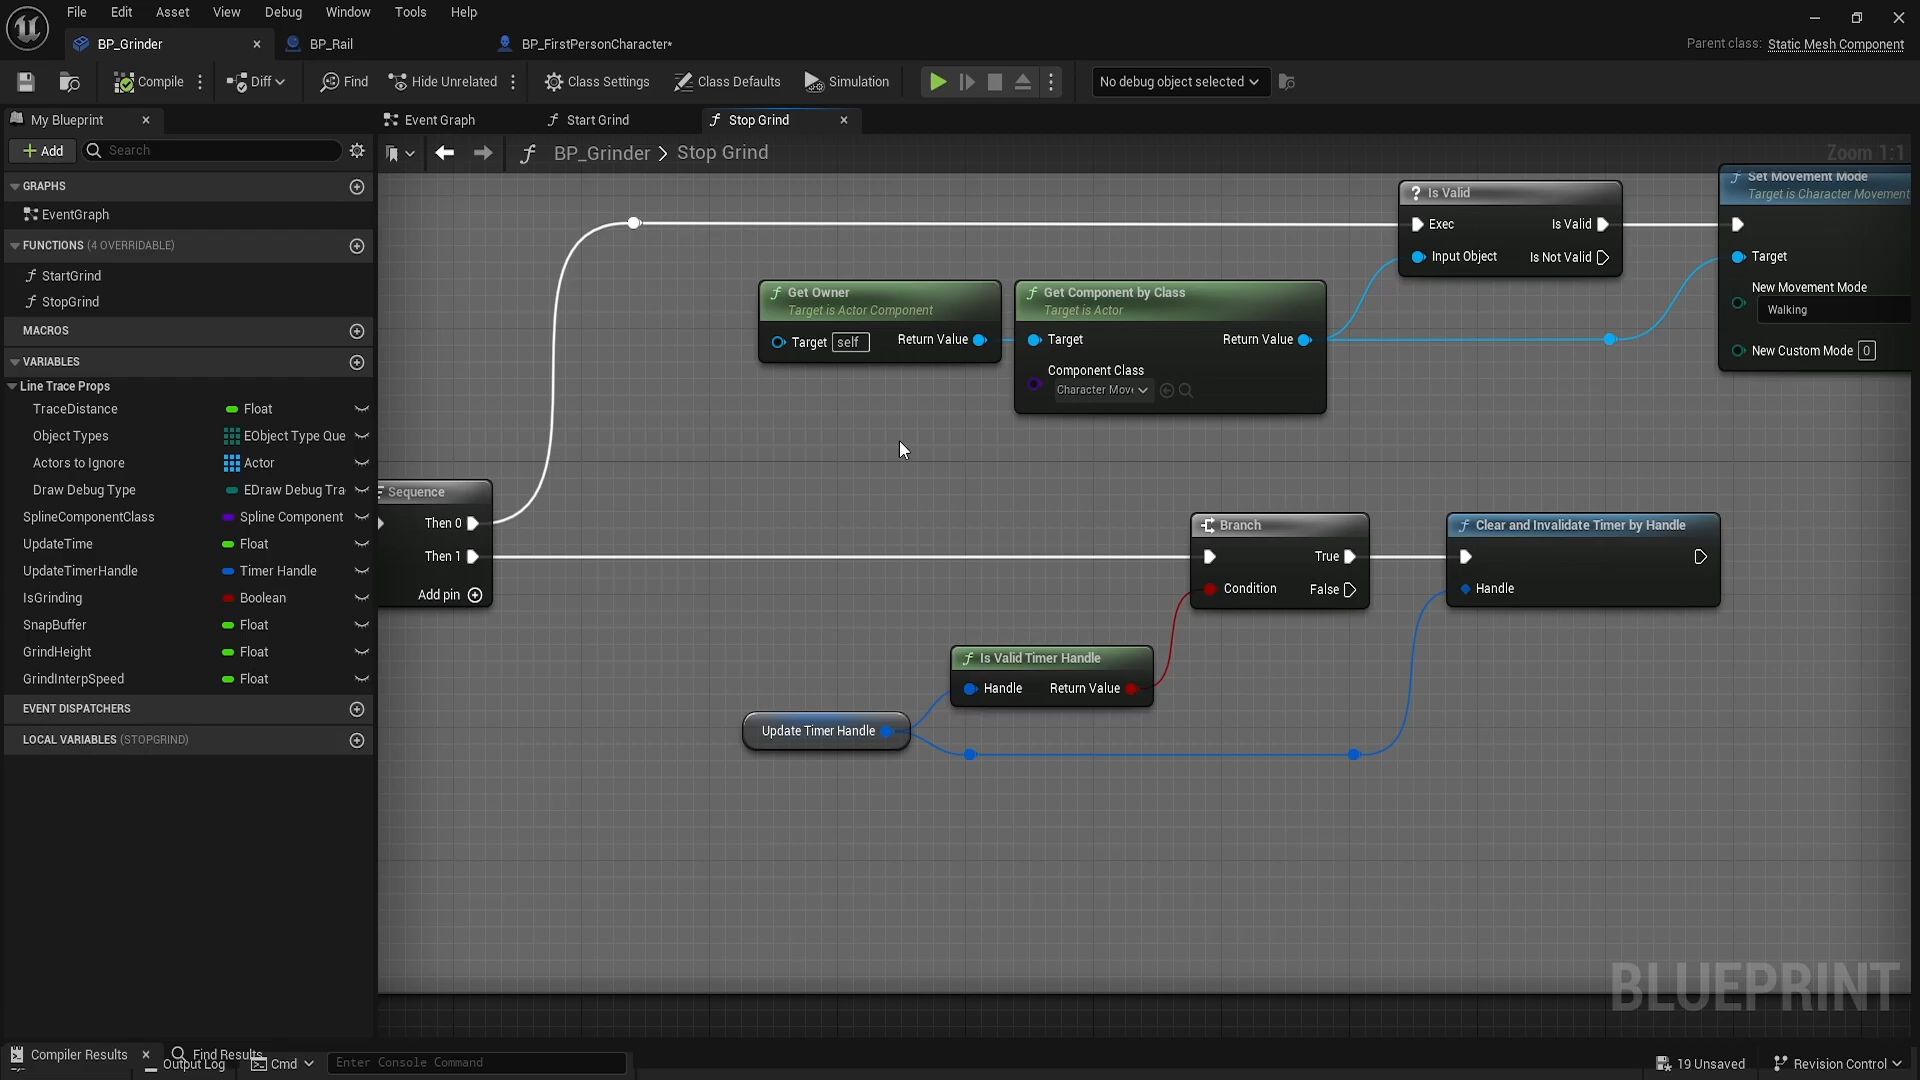 File Edit Asset View Debug Window Tools Help
BP_Grinder BP_Rail BP_FirstPersonCharacter* Parent class: Static Mesh Component
Compile Diff Find Hide Unrelated Class Settings Class Defaults Simulation No debug object selected
My Blueprint Event Graph Start Grind Stop Grind
Add Search BP_Grinder > Stop Grind Zoom 1:1
GRAPHS
EventGraph
FUNCTIONS (4 OVERRIDABLE)
StartGrind
StopGrind
MACROS
VARIABLES
Line Trace Props
TraceDistance Float
Object Types EObject Type Que
Actors to Ignore Actor
Draw Debug Type EDraw Debug Tra
SplineComponentClass Spline Component
UpdateTime Float
UpdateTimerHandle Timer Handle
IsGrinding Boolean
SnapBuffer Float
GrindHeight Float
GrindInterpSpeed Float
EVENT DISPATCHERS
LOCAL VARIABLES (STOPGRIND)
Is Valid
Exec Is Valid
Input Object Is Not Valid
Set Movement Mode
Target is Character Movement
Target
New Movement Mode
Walking
New Custom Mode 0
Get Owner
Target is Actor Component
Target self Return Value
Get Component by Class
Target is Actor
Target Return Value
Component Class
Character Move
Sequence
Then 0
Then 1
Add pin
Branch
True
Condition False
Clear and Invalidate Timer by Handle
Handle
Is Valid Timer Handle
Handle Return Value
Update Timer Handle
BLUEPRINT
Compiler Results Find Results
Output Log Cmd Enter Console Command 19 Unsaved Revision Control